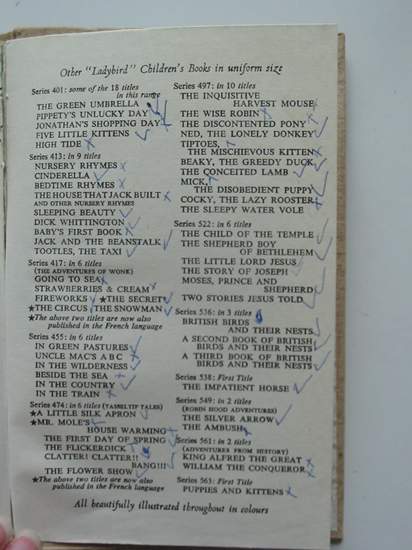 Other "Ladybird" Children's Books in uniform size
Series 401: some of the 18 titles
in this range
THE GREEN UMBRELLA
PIPPETY'S UNLUCKY DAY
JONATHAN'S SHOPPING DAY
FIVE LITTLE KITTENS
HIGH TIDE
Series 413: in 9 titles
NURSERY RHYMES
CINDERELLA
BEDTIME RHYMES
THE HOUSE THAT JACK BUILT
AND OTHER NURSERY RHYMES
SLEEPING BEAUTY
DICK WHITTINGTON
BABY'S FIRST BOOK
JACK AND THE BEANSTALK
TOOTLES, THE TAXI
Series 417: in 6 titles
(THE ADVENTURES OF WONK)
GOING TO SEA
STRAWBERRIES & CREAM
FIREWORKS ★THE SECRET
★THE CIRCUS THE SNOWMAN
★The above two titles are now also
published in the French language
Series 455: in 6 titles
IN GREEN PASTURES
UNCLE MAC'S A B C
IN THE WILDERNESS
BESIDE THE SEA
IN THE COUNTRY
IN THE TRAIN
Series 474: in 6 titles (TASSELTIP TALES)
★A LITTLE SILK APRON
★MR. MOLE'S
HOUSE WARMING
THE FIRST DAY OF SPRING
THE FLICKERDICK
CLATTER! CLATTER!!
BANG!!!
THE FLOWER SHOW
★The above two titles are now also
published in the French language
Series 497: in 10 titles
THE INQUISITIVE
HARVEST MOUSE
THE WISE ROBIN
THE DISCONTENTED PONY
NED, THE LONELY DONKEY
TIPTOES,
THE MISCHIEVOUS KITTEN
BEAKY, THE GREEDY DUCK
THE CONCEITED LAMB
MICK,
THE DISOBEDIENT PUPPY
COCKY, THE LAZY ROOSTER
THE SLEEPY WATER VOLE
Series 522: in 6 titles
THE CHILD OF THE TEMPLE
THE SHEPHERD BOY
OF BETHLEHEM
THE LITTLE LORD JESUS
THE STORY OF JOSEPH
MOSES, PRINCE AND
SHEPHERD
TWO STORIES JESUS TOLD
Series 536: in 3 titles
BRITISH BIRDS
AND THEIR NESTS
A SECOND BOOK OF BRITISH
BIRDS AND THEIR NESTS
A THIRD BOOK OF BRITISH
BIRDS AND THEIR NESTS
Series 538: First Title
THE IMPATIENT HORSE
Series 549: in 2 titles
(ROBIN HOOD ADVENTURES)
THE SILVER ARROW
THE AMBUSH
Series 561: in 2 titles
(ADVENTURES FROM HISTORY)
KING ALFRED THE GREAT
WILLIAM THE CONQUEROR
Series 563: First Title
PUPPIES AND KITTENS
All beautifully illustrated throughout in colours